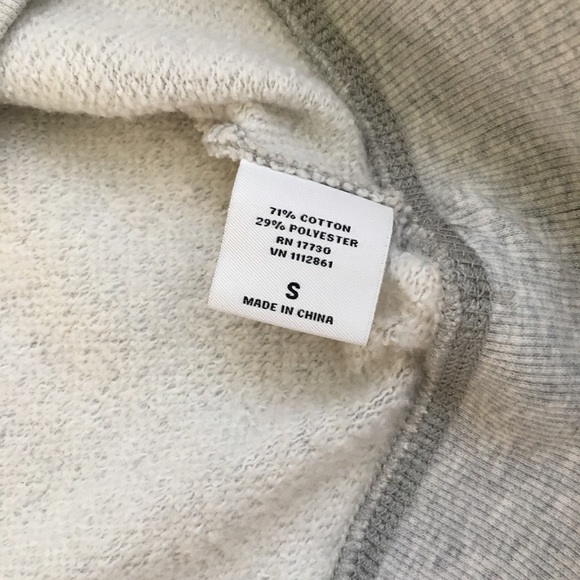 71% COTTON
29% POLYESTER
RN 17730
VN 1112861
S
MADE IN CHINA